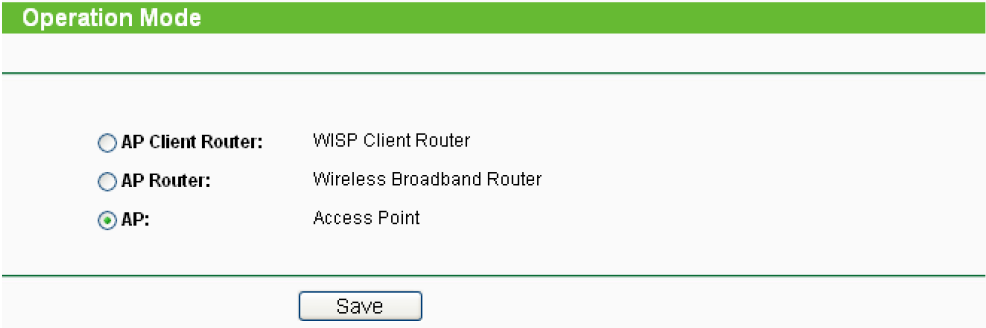 Operation Mode
AP Client Router: WISP Client Router
AP Router: Wireless Broadband Router
AP: Access Point
Save